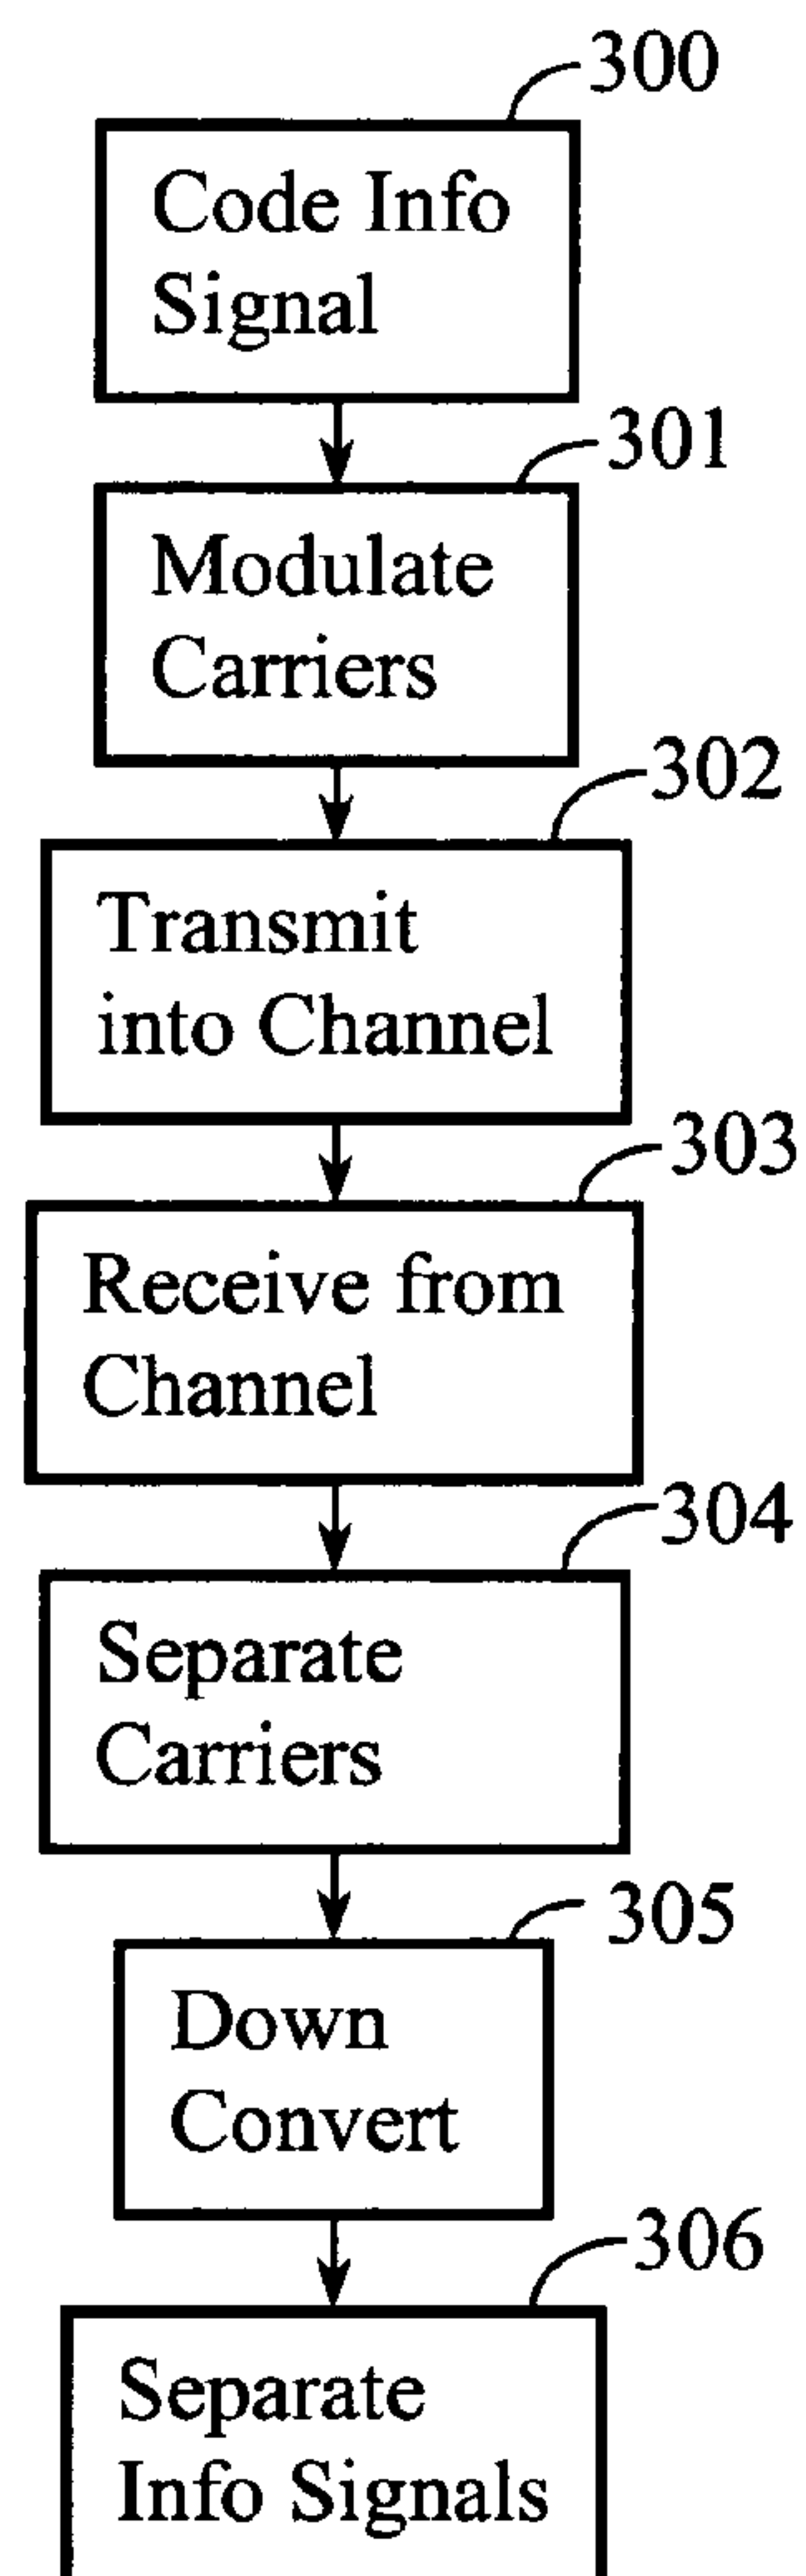 300
Code Info
Signal
301
Modulate
Carriers
302
Transmit
into Channel
303
Receive from
Channel
304
Separate
Carriers
305
Down
Convert
306
Separate
Info Signals